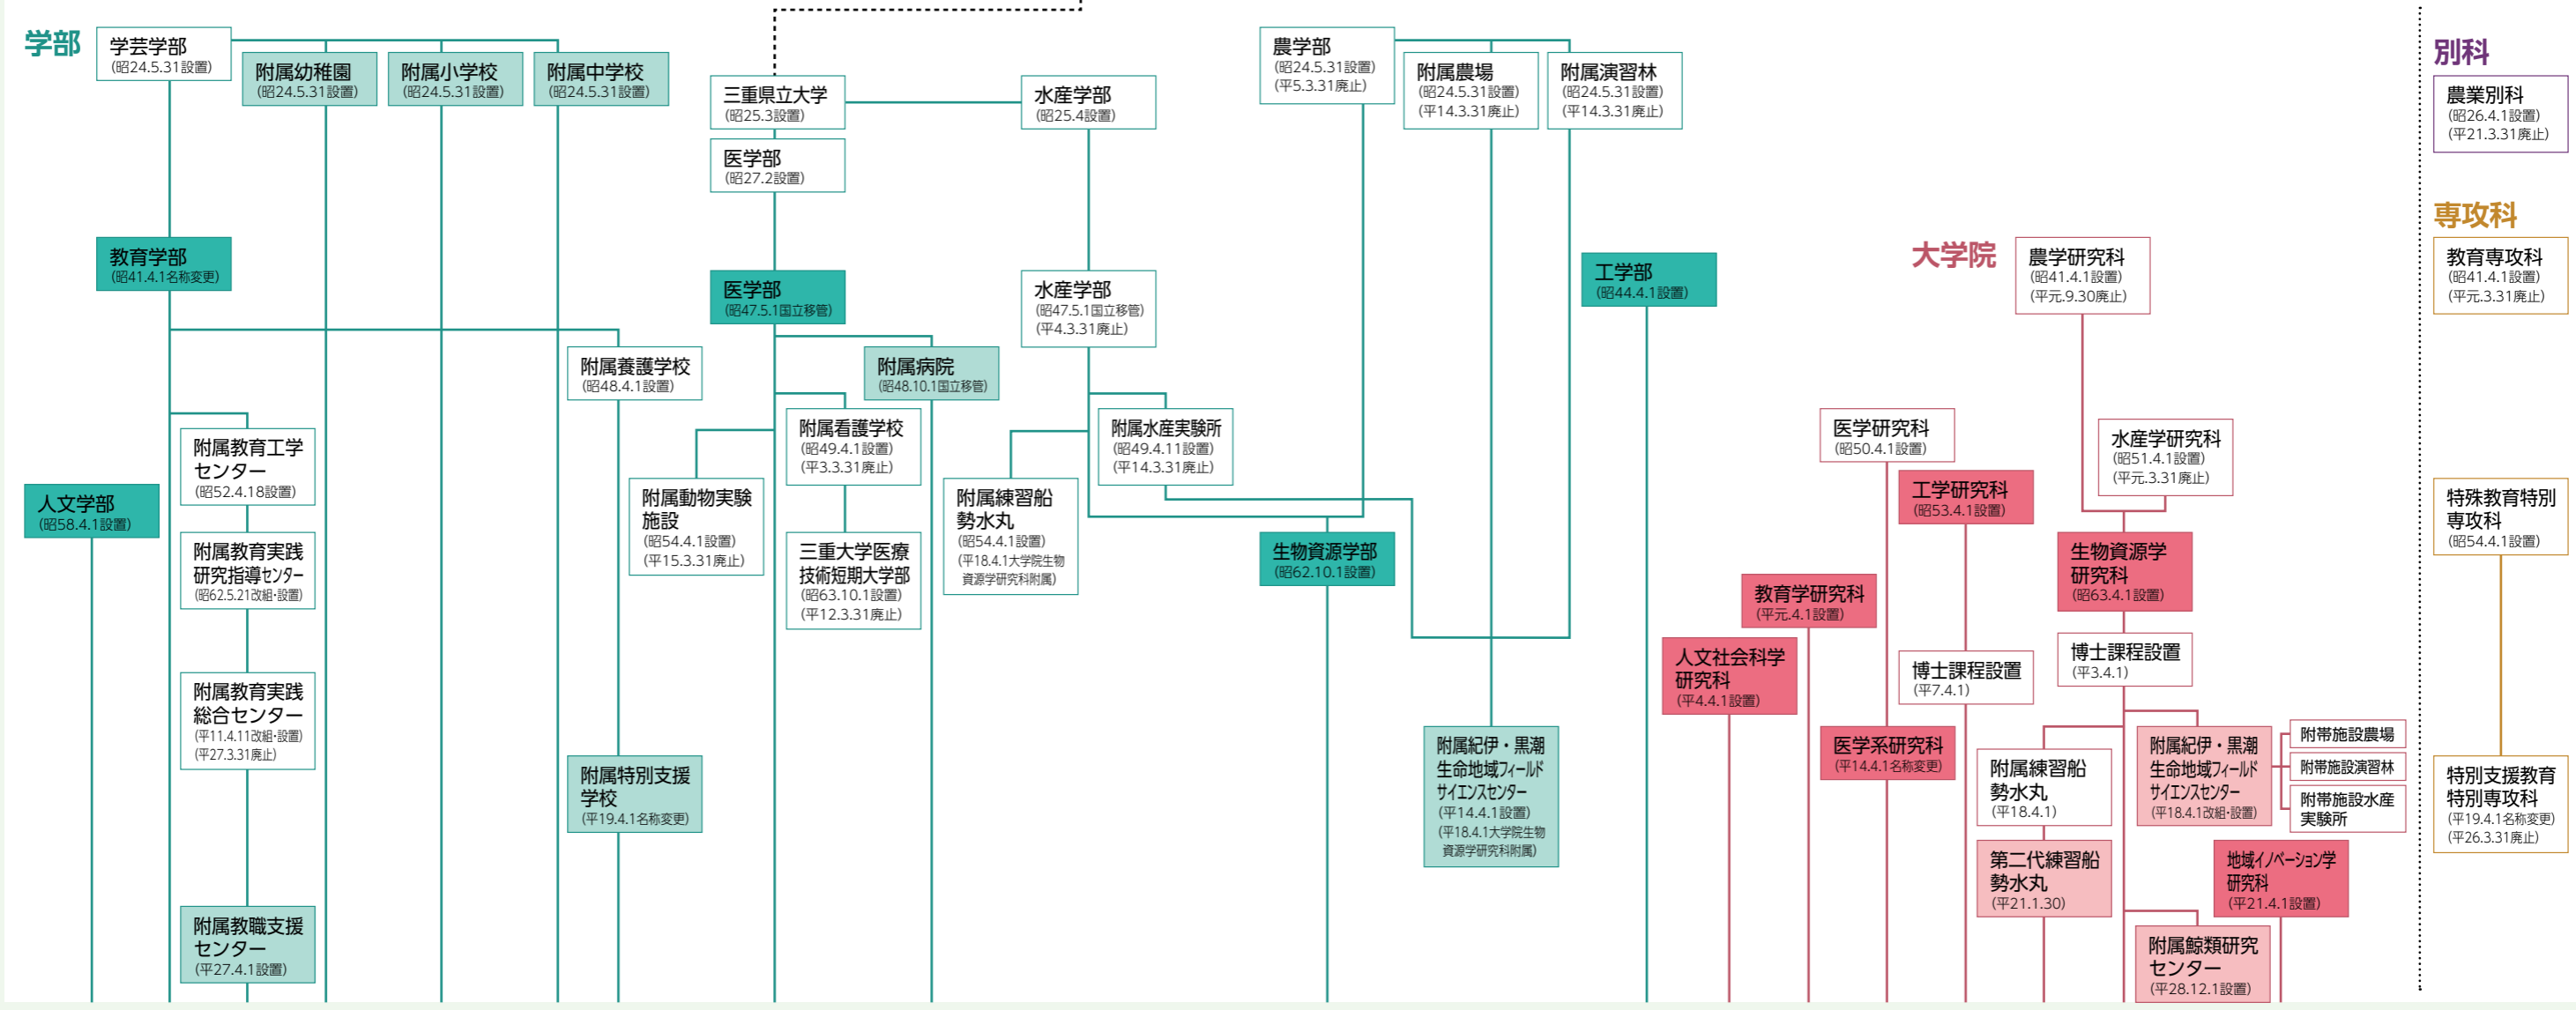 学部
学芸学部
(昭24.5.31設置)
附属幼稚園
(昭24.5.31設置)
附属小学校
(昭24.5.31設置)
附属中学校
(昭24.5.31設置)
教育学部
(昭41.4.1名称変更)
附属養護学校
(昭48.4.1設置)
附属教育工学
センター
(昭52.4.18設置)
人文学部
(昭58.4.1設置)
附属教育実践
研究指導センター
(昭62.5.21改組・設置)
附属教育実践
総合センター
(平11.4.11改組・設置)
(平27.3.31廃止)
附属特別支援
学校
(平19.4.1名称変更)
附属教職支援
センター
(平27.4.1設置)
三重県立大学
(昭25.3設置)
医学部
(昭27.2設置)
水産学部
(昭25.4設置)
医学部
(昭47.5.1国立移管)
水産学部
(昭47.5.1国立移管)
(平4.3.31廃止)
附属病院
(昭48.10.1国立移管)
附属看護学校
(昭49.4.1設置)
(平3.3.31廃止)
附属水産実験所
(昭49.4.11設置)
(平14.3.31廃止)
附属動物実験
施設
(昭54.4.1設置)
(平15.3.31廃止)
附属練習船
勢水丸
(昭54.4.1設置)
(平18.4.1大学院生物
資源学研究科附属)
三重大学医療
技術短期大学部
(昭63.10.1設置)
(平12.3.31廃止)
農学部
(昭24.5.31設置)
(平5.3.31廃止)
附属農場
(昭24.5.31設置)
(平14.3.31廃止)
附属演習林
(昭24.5.31設置)
(平14.3.31廃止)
工学部
(昭44.4.1設置)
生物資源学部
(昭62.10.1設置)
附属紀伊・黒潮
生命地域フィールド
サイエンスセンター
(平14.4.1設置)
(平18.4.1大学院生物
資源学研究科附属)
大学院
農学研究科
(昭41.4.1設置)
(平元.9.30廃止)
医学研究科
(昭50.4.1設置)
水産学研究科
(昭51.4.1設置)
(平元.3.31廃止)
工学研究科
(昭53.4.1設置)
生物資源学
研究科
(昭63.4.1設置)
教育学研究科
(平元.4.1設置)
人文社会科学
研究科
(平4.4.1設置)
博士課程設置
(平7.4.1)
博士課程設置
(平3.4.1)
医学系研究科
(平14.4.1名称変更)
附属練習船
勢水丸
(平18.4.1)
附属紀伊・黒潮
生命地域フィールド
サイエンスセンター
(平18.4.1改組・設置)
附帯施設農場
附帯施設演習林
附帯施設水産
実験所
第二代練習船
勢水丸
(平21.1.30)
地域イノベーション学
研究科
(平21.4.1設置)
附属鯨類研究
センター
(平28.12.1設置)
別科
農業別科
(昭26.4.1設置)
(平21.3.31廃止)
専攻科
教育専攻科
(昭41.4.1設置)
(平元.3.31廃止)
特殊教育特別
専攻科
(昭54.4.1設置)
特別支援教育
特別専攻科
(平19.4.1名称変更)
(平26.3.31廃止)